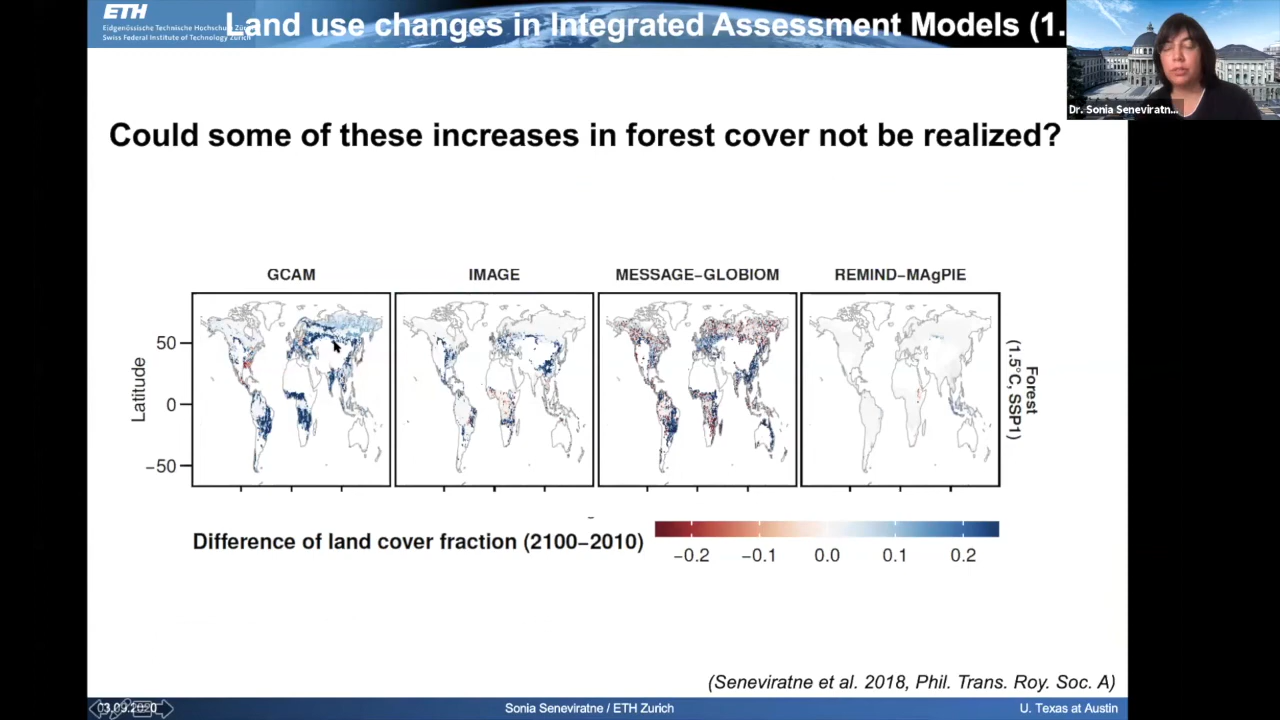 ETH
Eidgenössische Technische Hochschule Zürich
Swiss Federal Institute of Technology Zurich
Land use changes in Integrated Assessment Models (1.
Dr. Sonia Seneviratn...
Could some of these increases in forest cover not be realized?
GCAM IMAGE MESSAGE–GLOBIOM REMIND–MAgPIE
50
0
−50
Latitude
Forest
(1.5°C, SSP1)
Difference of land cover fraction (2100–2010)
−0.2 −0.1 0.0 0.1 0.2
(Seneviratne et al. 2018, Phil. Trans. Roy. Soc. A)
03.09.2020 Sonia Seneviratne / ETH Zurich U. Texas at Austin